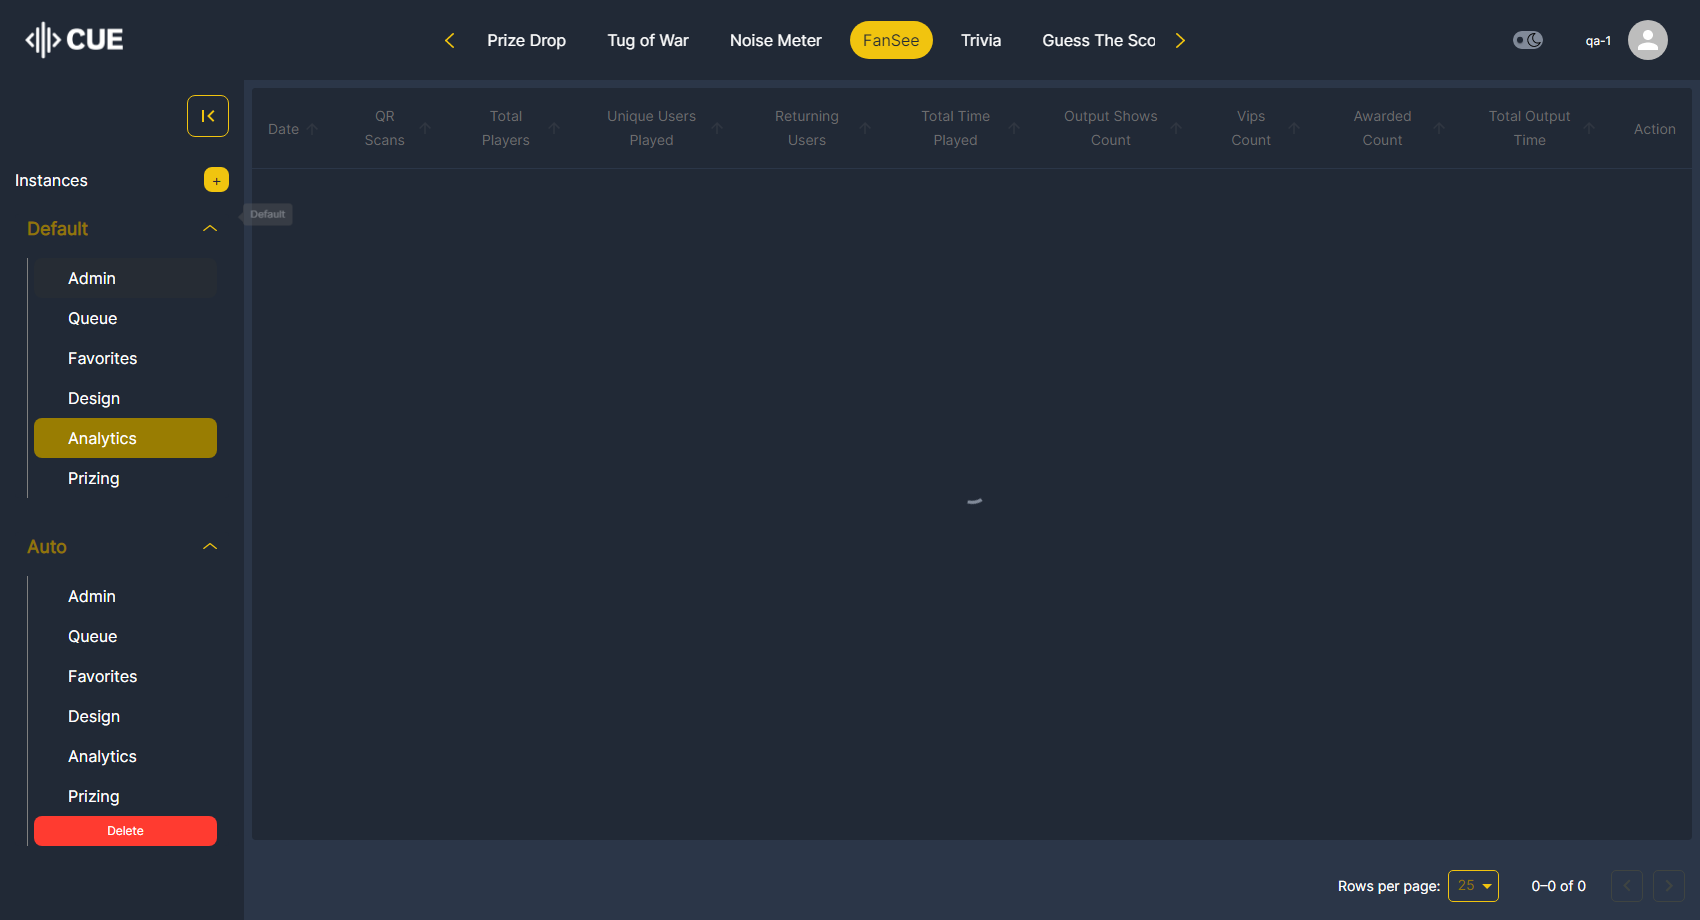 CUE
Prize Drop
Tug of War
Noise Meter
FanSee
Trivia
Guess The Sco
qa-1
Instances
+
Default
Admin
Queue
Favorites
Design
Analytics
Prizing
Auto
Admin
Queue
Favorites
Design
Analytics
Prizing
Delete
Default
Date
QR
Scans
Total
Players
Unique Users
Played
Returning
Users
Total Time
Played
Output Shows
Count
Vips
Count
Awarded
Count
Total Output
Time
Action
Rows per page:
25
0–0 of 0